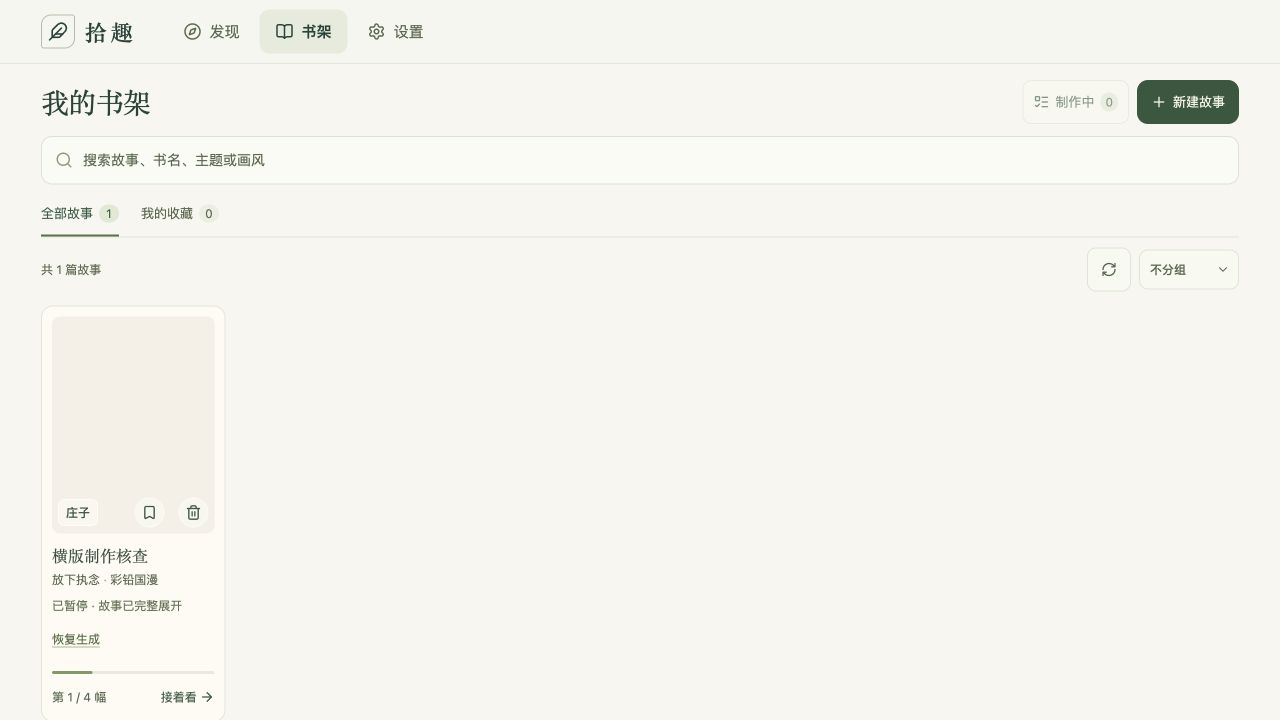 拾趣
发现
书架
设置
我的书架
制作中 0
新建故事
搜索故事、书名、主题或画风
全部故事 1
我的收藏 0
共 1 篇故事
不分组
庄子
横版制作核查
放下执念 · 彩铅国漫
已暂停 · 故事已完整展开
恢复生成
第 1 / 4 幅
接着看